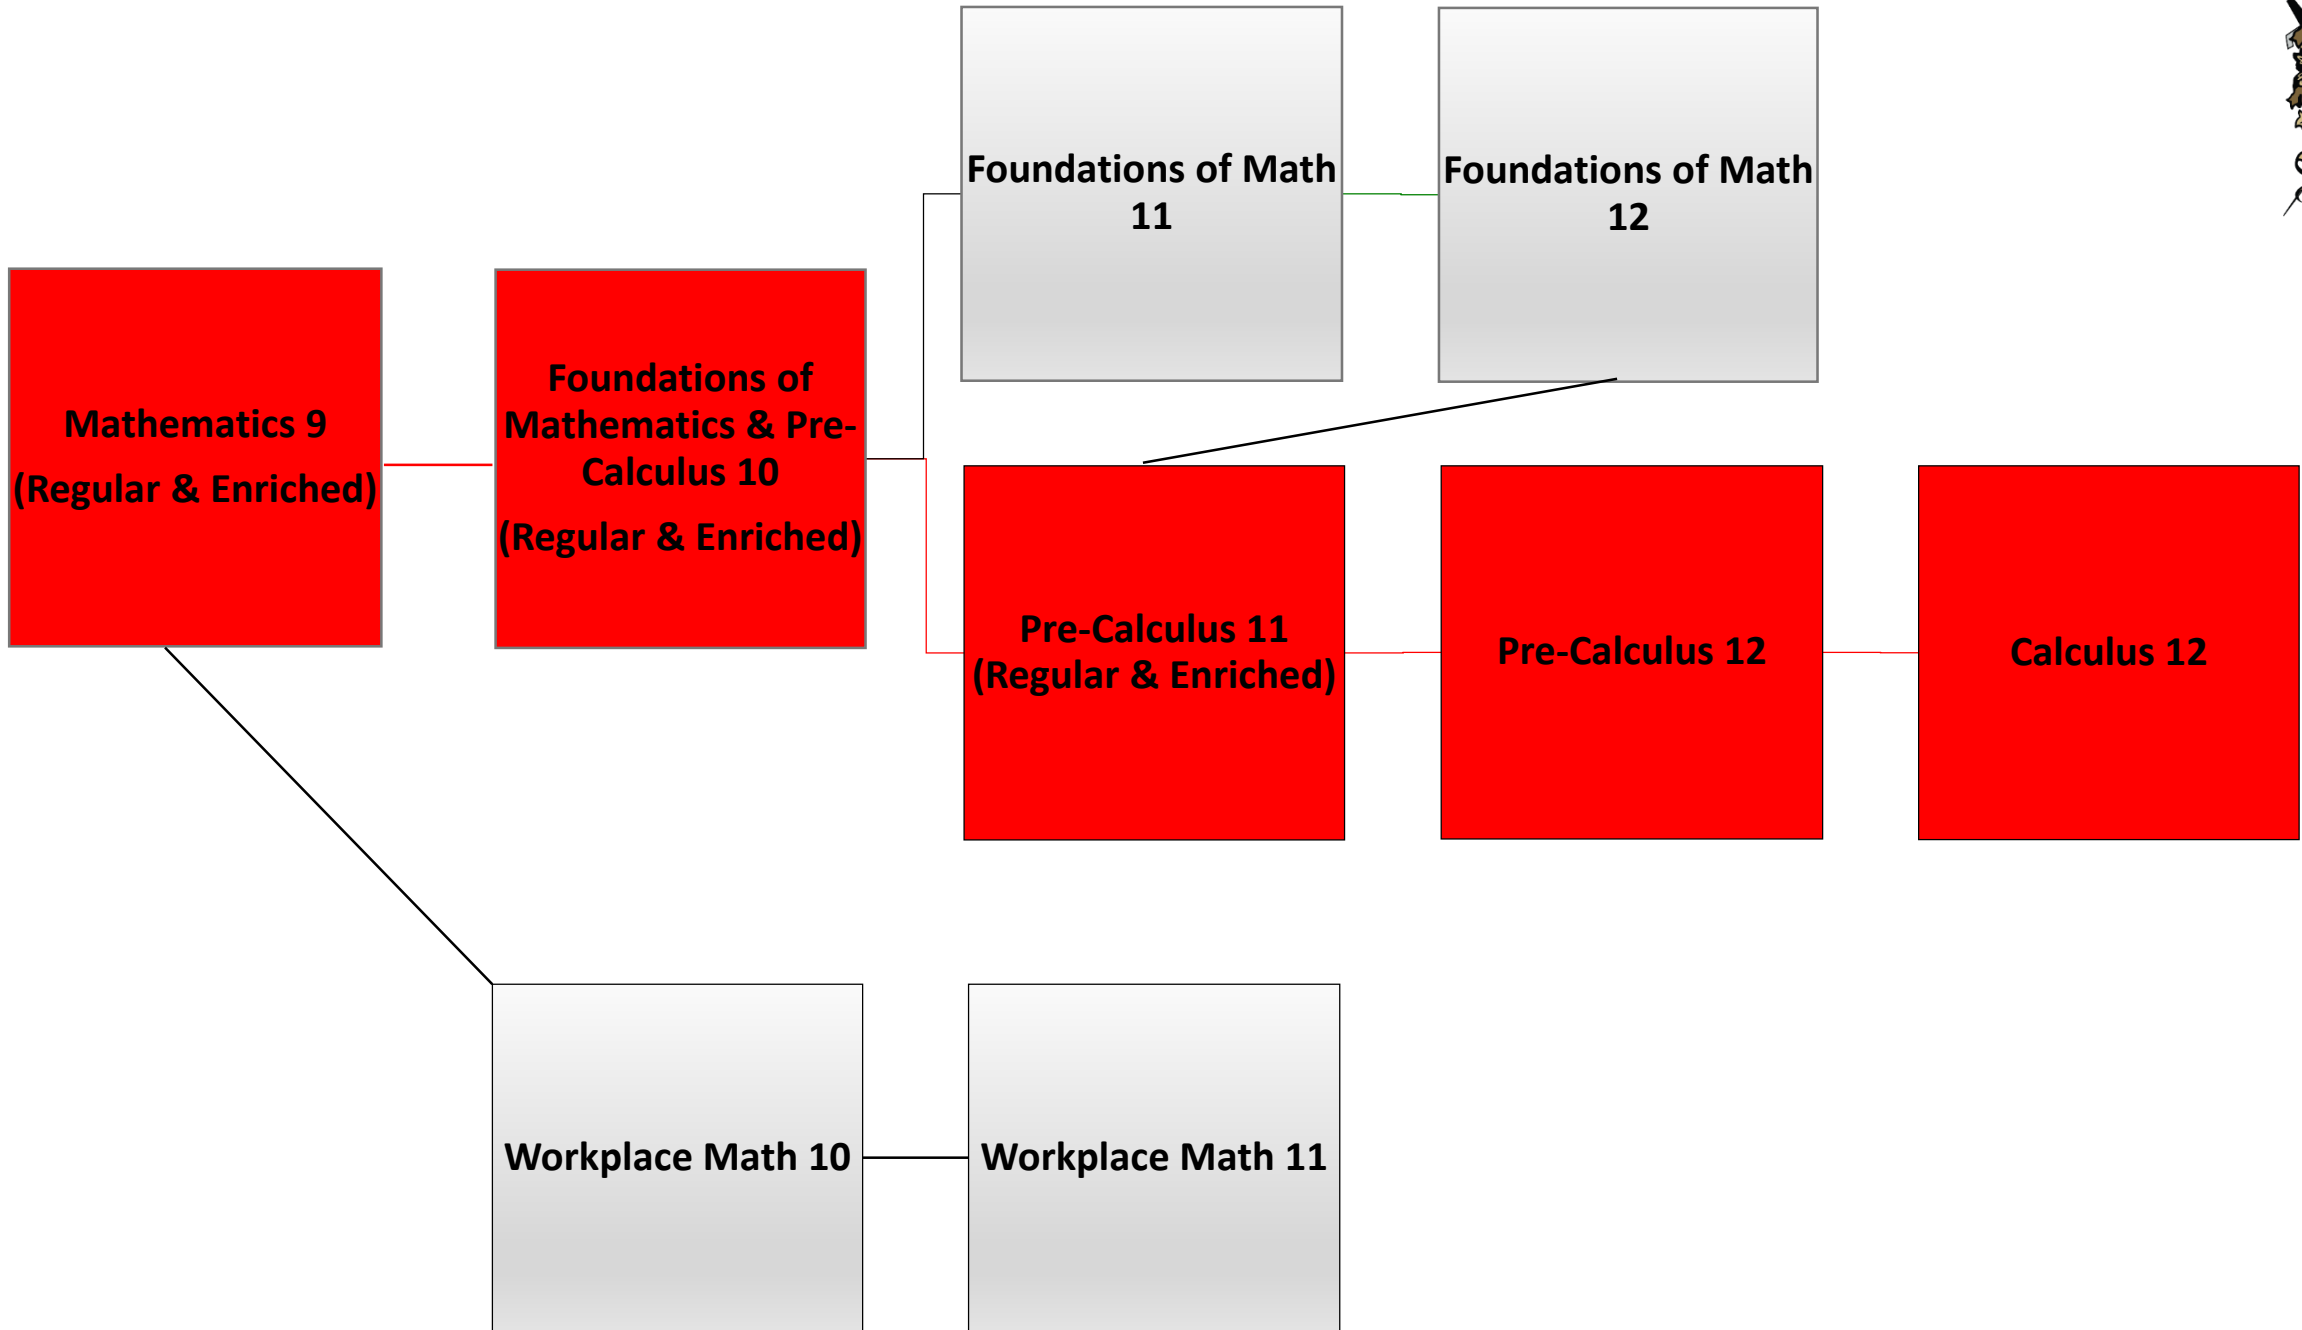 Foundations of Math
11
Foundations of Math
12
Mathematics 9
(Regular & Enriched)
Foundations of
Mathematics & Pre-
Calculus 10
(Regular & Enriched)
Pre-Calculus 11
(Regular & Enriched)
Pre-Calculus 12
Calculus 12
Workplace Math 10
Workplace Math 11